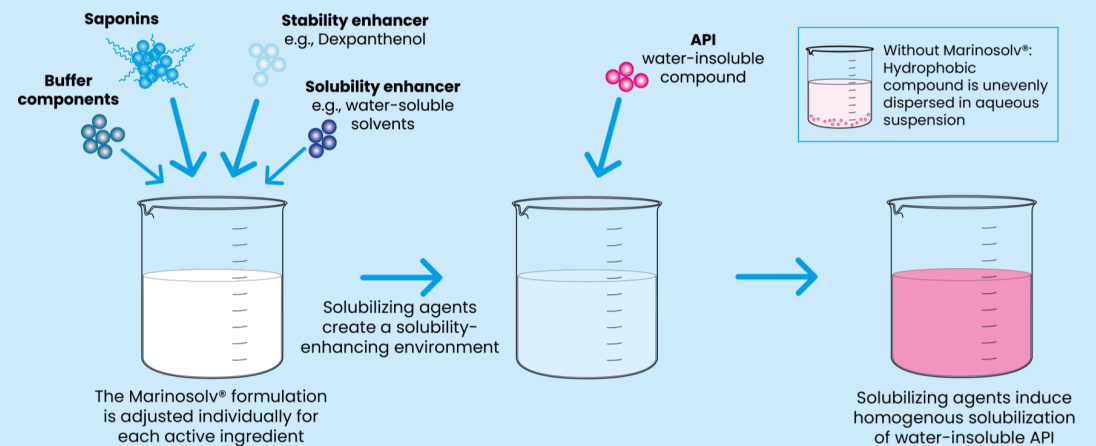 Saponins
Stability enhancer
e.g., Dexpanthenol
Buffer
components
Solubility enhancer
e.g., water-soluble
solvents
API
water-insoluble
compound
Without Marinosolv®:
Hydrophobic
compound is unevenly
dispersed in aqueous
suspension
Solubilizing agents
create a solubility-
enhancing environment
The Marinosolv® formulation
is adjusted individually for
each active ingredient
Solubilizing agents induce
homogenous solubilization
of water-insoluble API